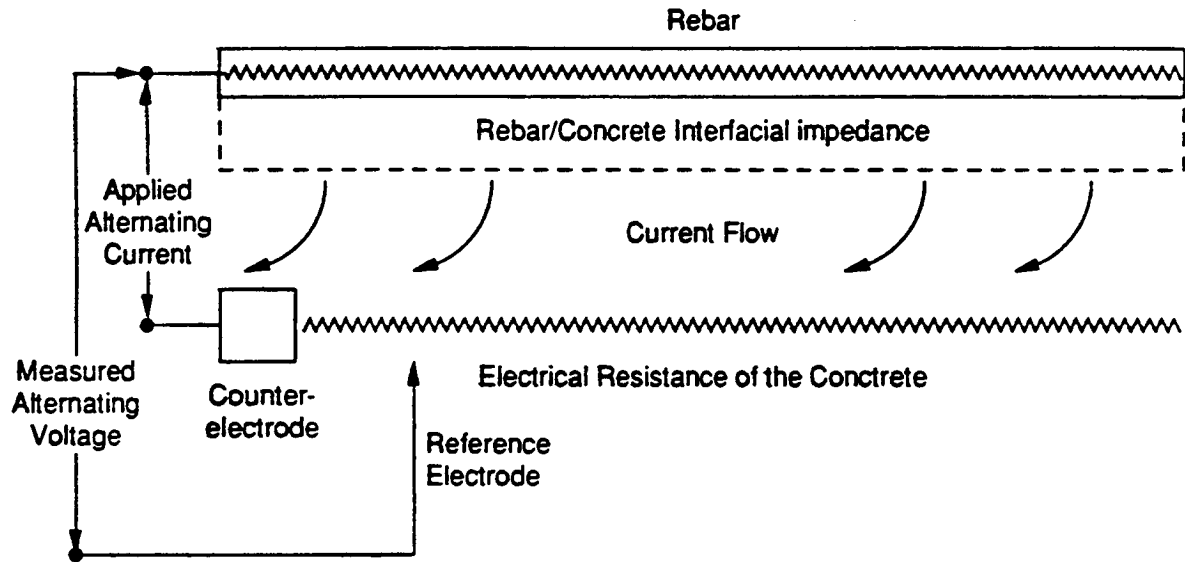 Rebar
Rebar/Concrete Interfacial impedance
Applied
Alternating
Current
Current Flow
Measured
Alternating
Voltage
Counter-
electrode
Electrical Resistance of the Conctrete
Reference
Electrode